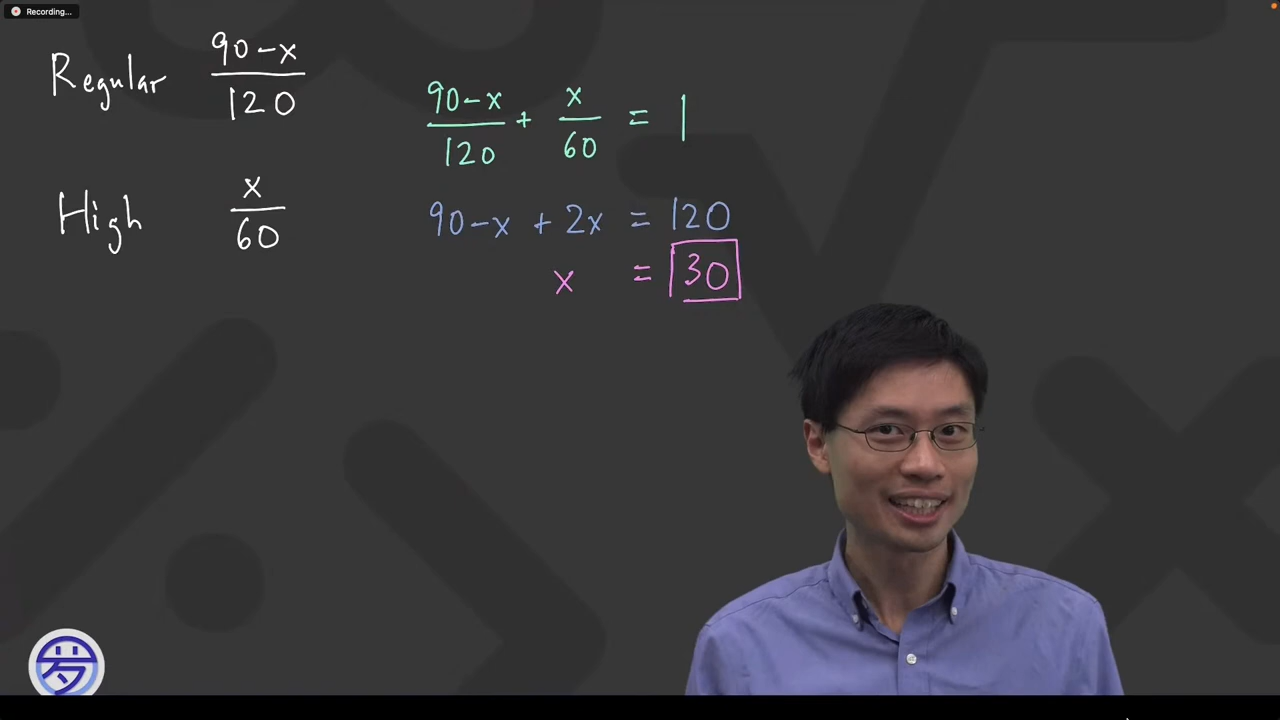 Recording...
Regular (90-x)/120
High x/60
(90-x)/120 + x/60 = 1
90-x + 2x = 120
x = 30